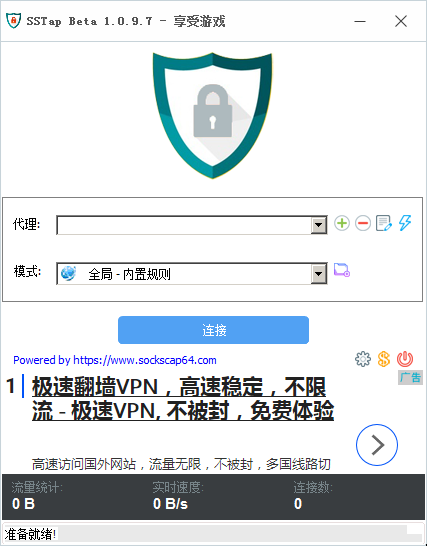 SSTap Beta 1.0.9.7 - 享受游戏
代理:
模式: 全局 - 内置规则
连接
Powered by https://www.sockscap64.com
广告
1 极速翻墙VPN，高速稳定，不限
流 - 极速VPN, 不被封，免费体验
高速访问国外网站，流量无限，不被封，多国线路切
流量统计: 实时速度: 连接数:
0 B 0 B/s 0
准备就绪!